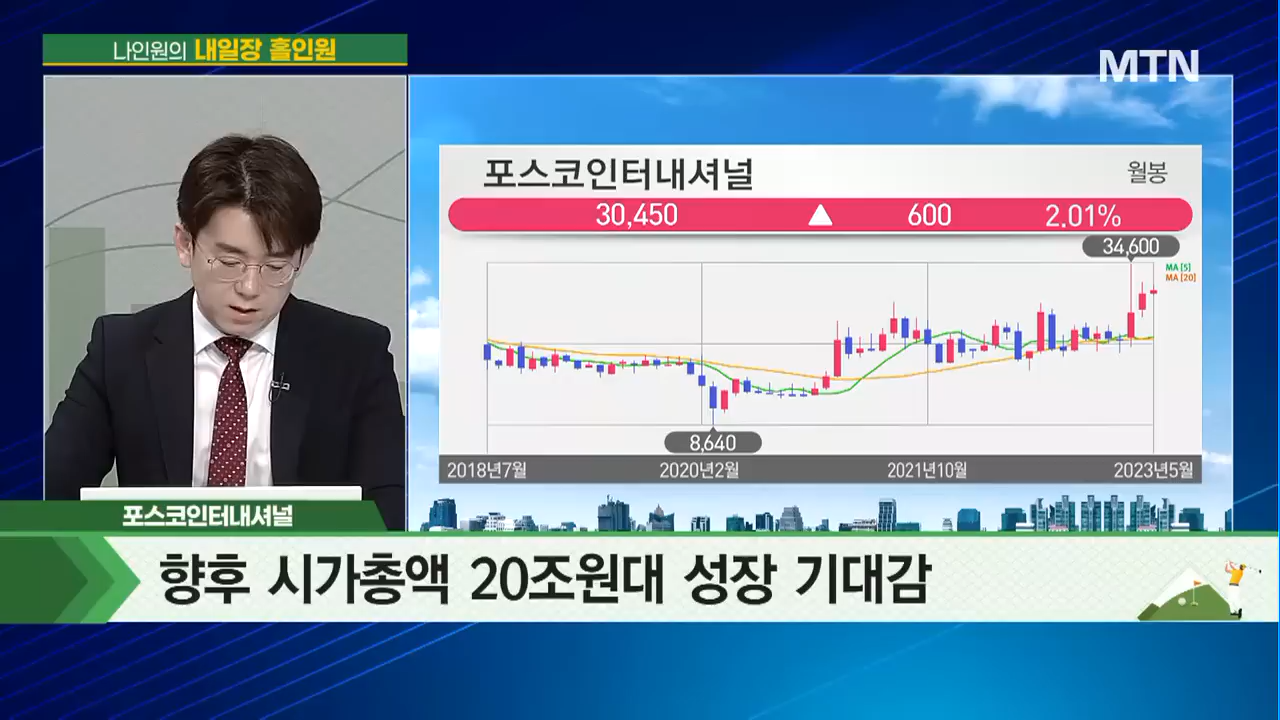 나인원의 내일장 홀인원
MTN
포스코인터내셔널
월봉
30,450 ▲ 600 2.01%
34,600
MA [5]
MA [20]
8,640
2018년7월 2020년2월 2021년10월 2023년5월
포스코인터내셔널
향후 시가총액 20조원대 성장 기대감